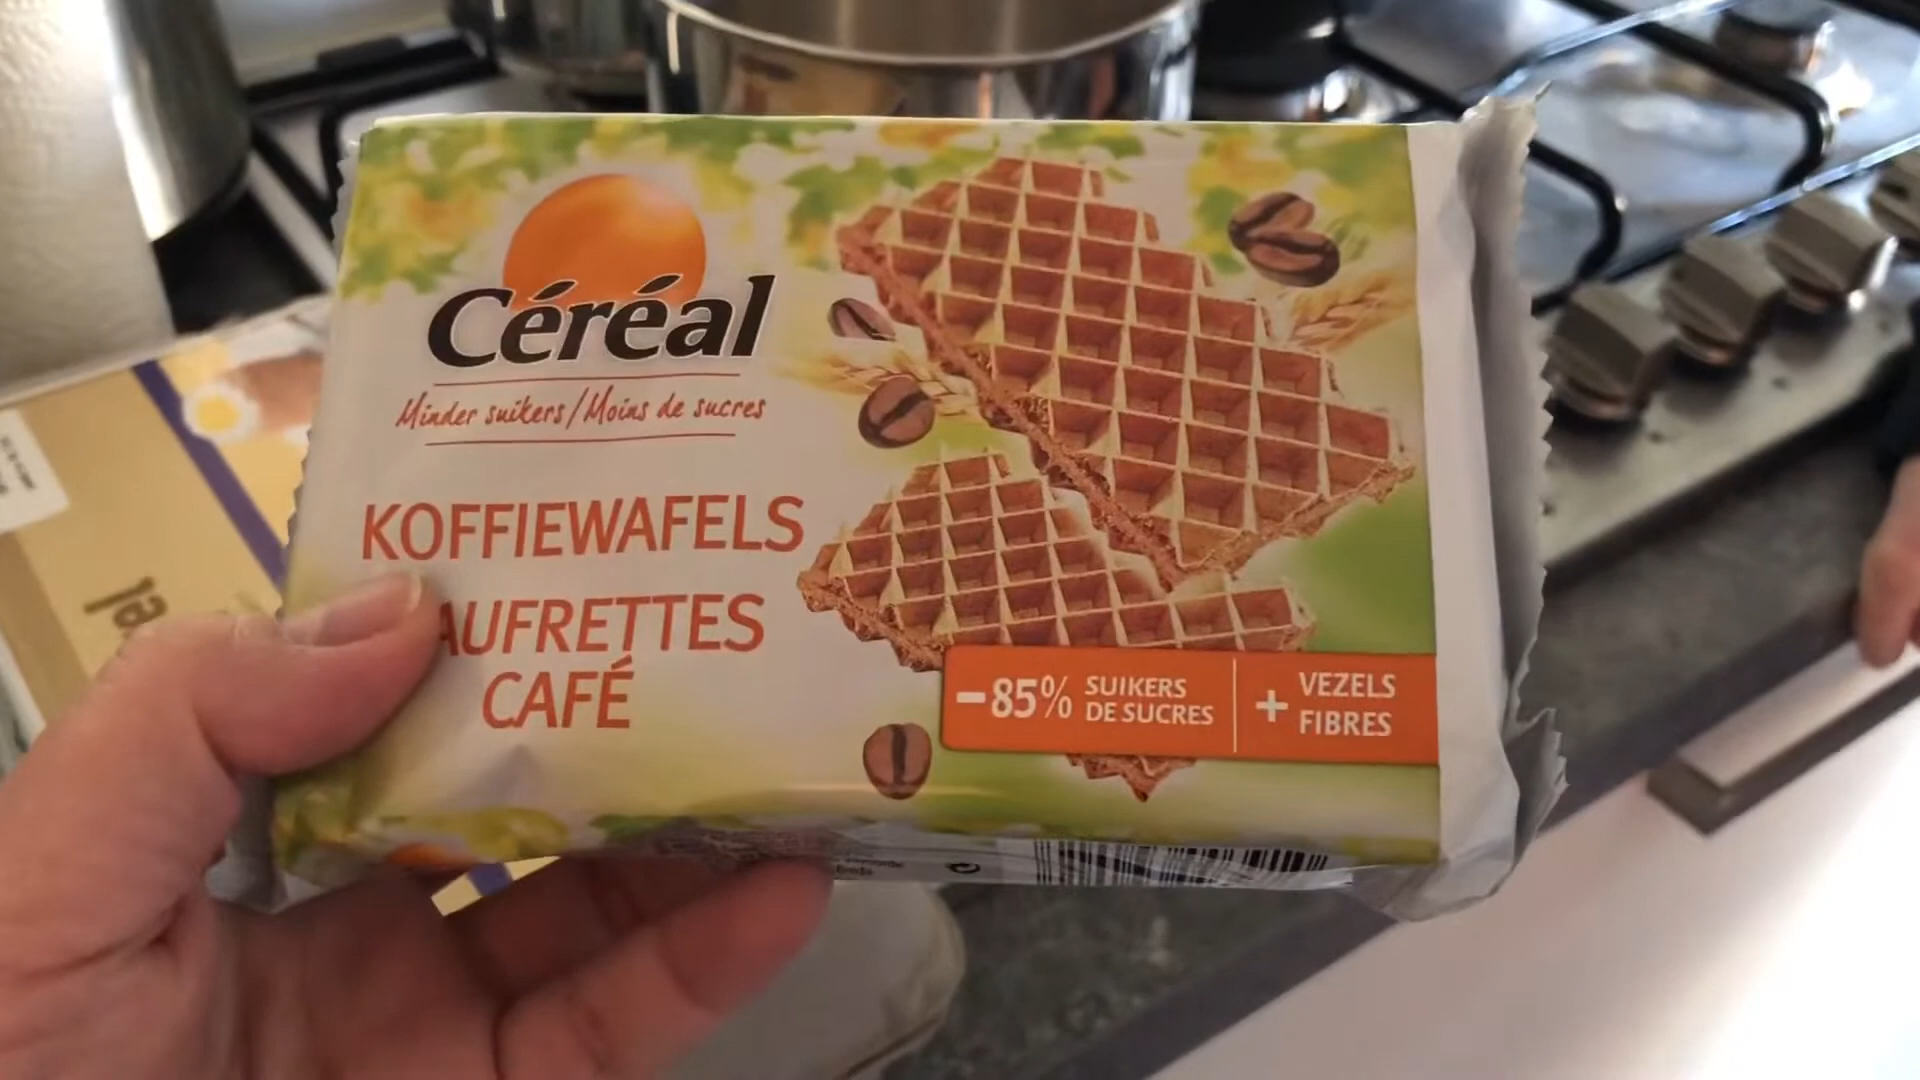 Céréal
Minder suikers/Moins de sucres
KOFFIEWAFELS
AUFRETTES
CAFÉ
-85% SUIKERS
DE SUCRES
+ VEZELS
FIBRES